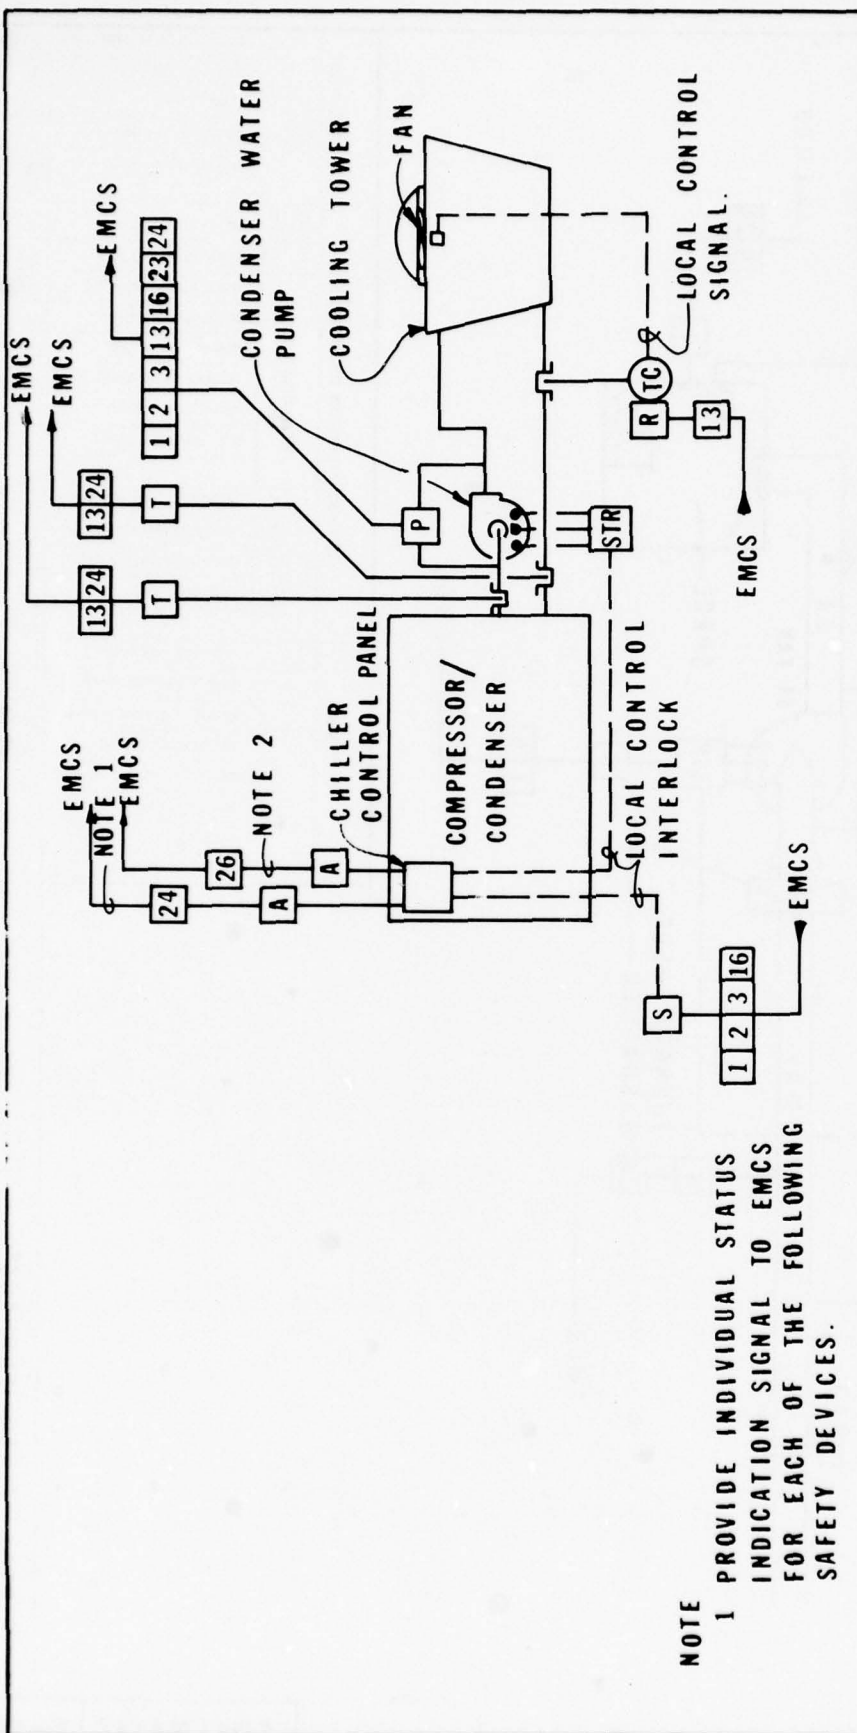 EMCS
NOTE 1
EMCS
24
26
NOTE 2
A
A
CHILLER
CONTROL PANEL
COMPRESSOR/
CONDENSER
LOCAL CONTROL
INTERLOCK
S
1 2 3 16
EMCS
EMCS
EMCS
13 24
13 24
T
T
EMCS
1 2 3 13 16 23 24
CONDENSER WATER
PUMP
P
STR
COOLING TOWER
FAN
TC
R
13
EMCS
LOCAL CONTROL
SIGNAL.
NOTE
1 PROVIDE INDIVIDUAL STATUS
INDICATION SIGNAL TO EMCS
FOR EACH OF THE FOLLOWING
SAFETY DEVICES.